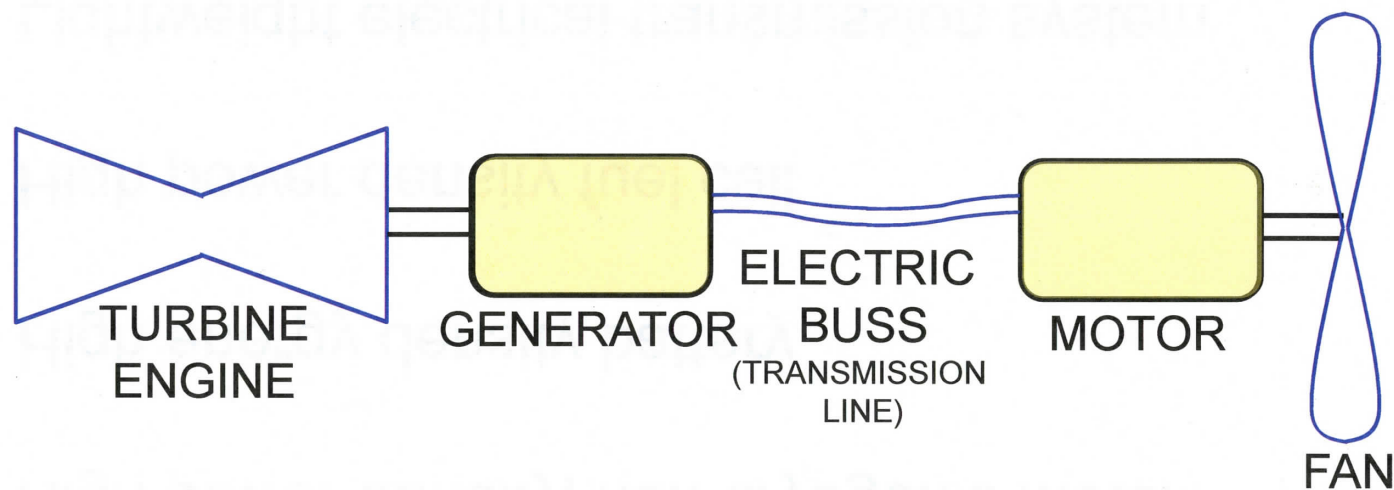 TURBINE
ENGINE
GENERATOR
ELECTRIC
BUSS
(TRANSMISSION
LINE)
MOTOR
FAN